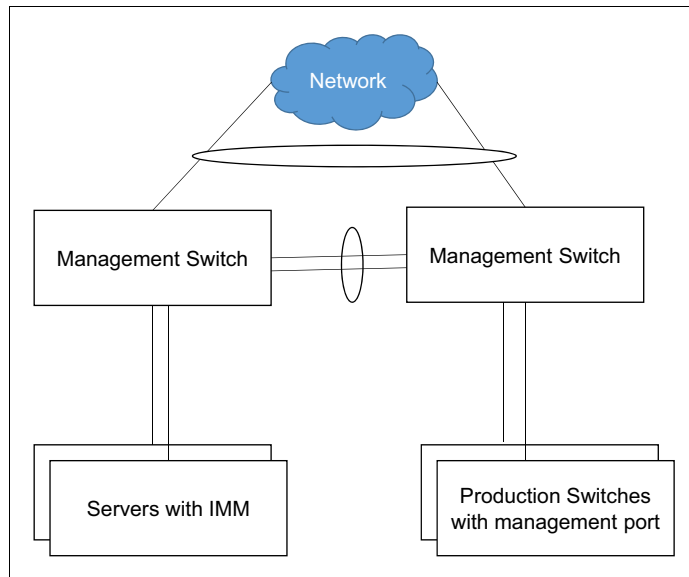 Network
Management Switch
Management Switch
Servers with IMM
Production Switches
with management port